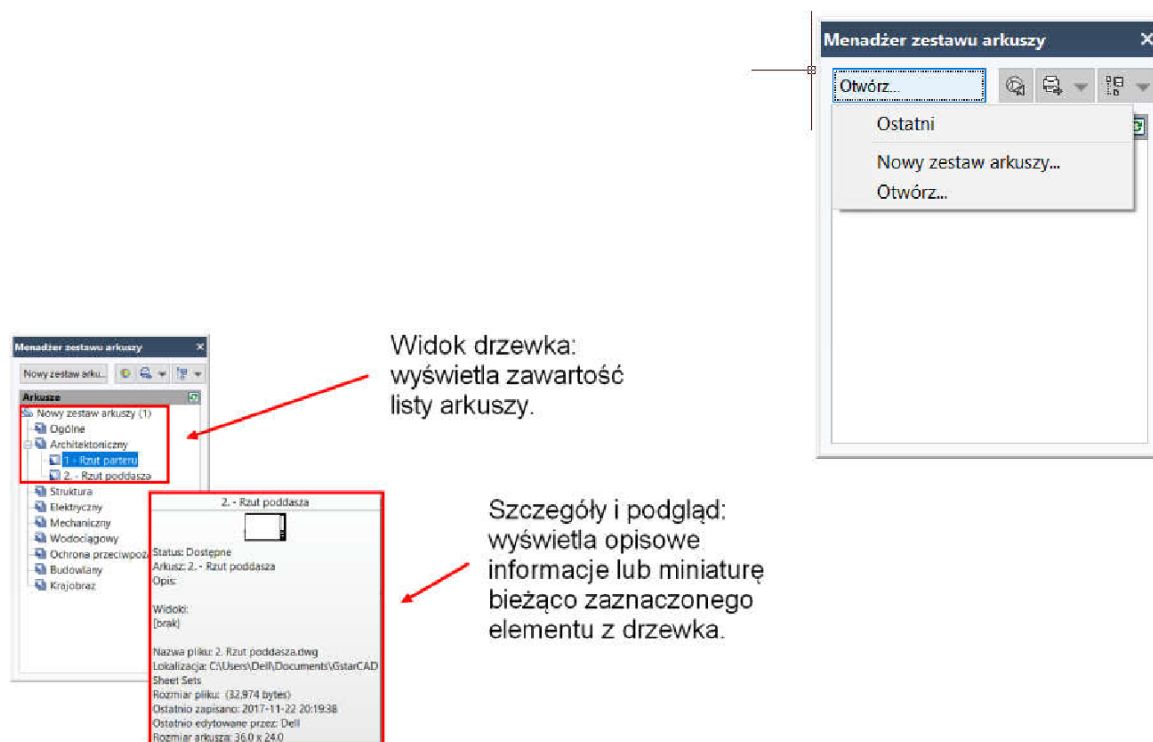 Menadżer zestawu arkuszy
Otwórz...
Ostatni
Nowy zestaw arkuszy...
Otwórz...
Menadżer zestawu arkuszy
Nowy zestaw arku...
Arkusze
Nowy zestaw arkuszy (1)
Ogólne
Architektoniczny
1 - Rzut parteru
2. - Rzut poddasza
Struktura
Elektryczny
Mechaniczny
Wodociągowy
Ochrona przeciwpoż
Budowlany
Krajobraz
Widok drzewka:
wyświetla zawartość
listy arkuszy.
2. - Rzut poddasza
Status: Dostępne
Arkusz: 2. - Rzut poddasza
Opis:
Widoki:
[brak]
Nazwa pliku: 2. Rzut poddasza.dwg
Lokalizacja: C:\Users\Dell\Documents\GstarCAD
Sheet Sets
Rozmiar pliku: (32,974 bytes)
Ostatnio zapisano: 2017-11-22 20:19:38
Ostatnio edytowane przez: Dell
Rozmiar arkusza: 36.0 x 24.0
Szczegóły i podgląd:
wyświetla opisowe
informacje lub miniaturę
bieżąco zaznaczonego
elementu z drzewka.